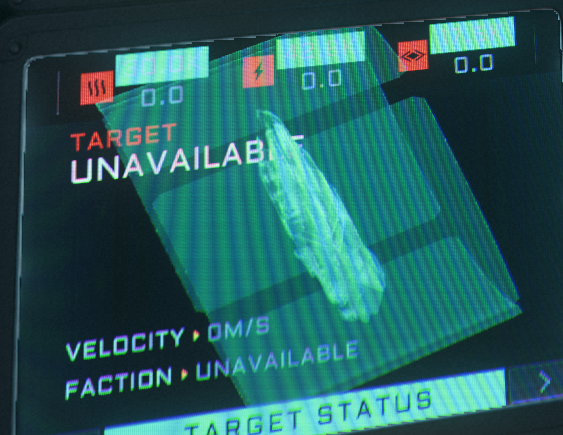 0.0 0.0 0.0
TARGET
UNAVAILABLE
VELOCITY 0M/S
FACTION UNAVAILABLE
TARGET STATUS